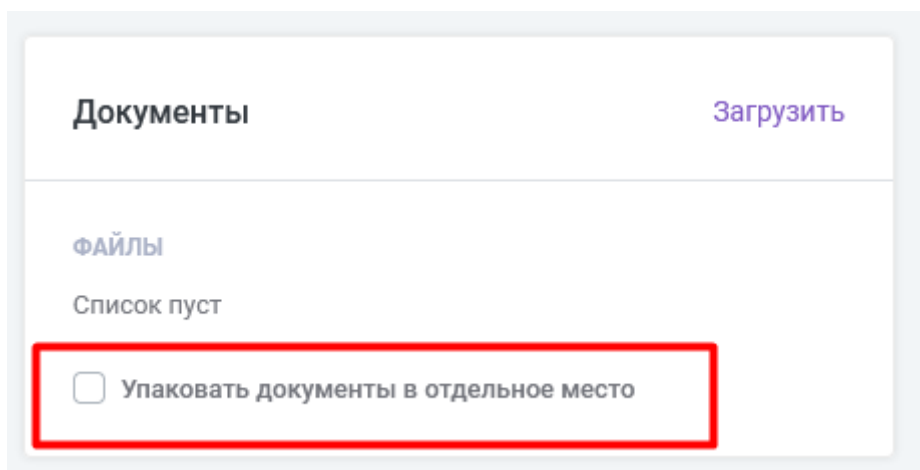 Документы
Загрузить
ФАЙЛЫ
Список пуст
Упаковать документы в отдельное место